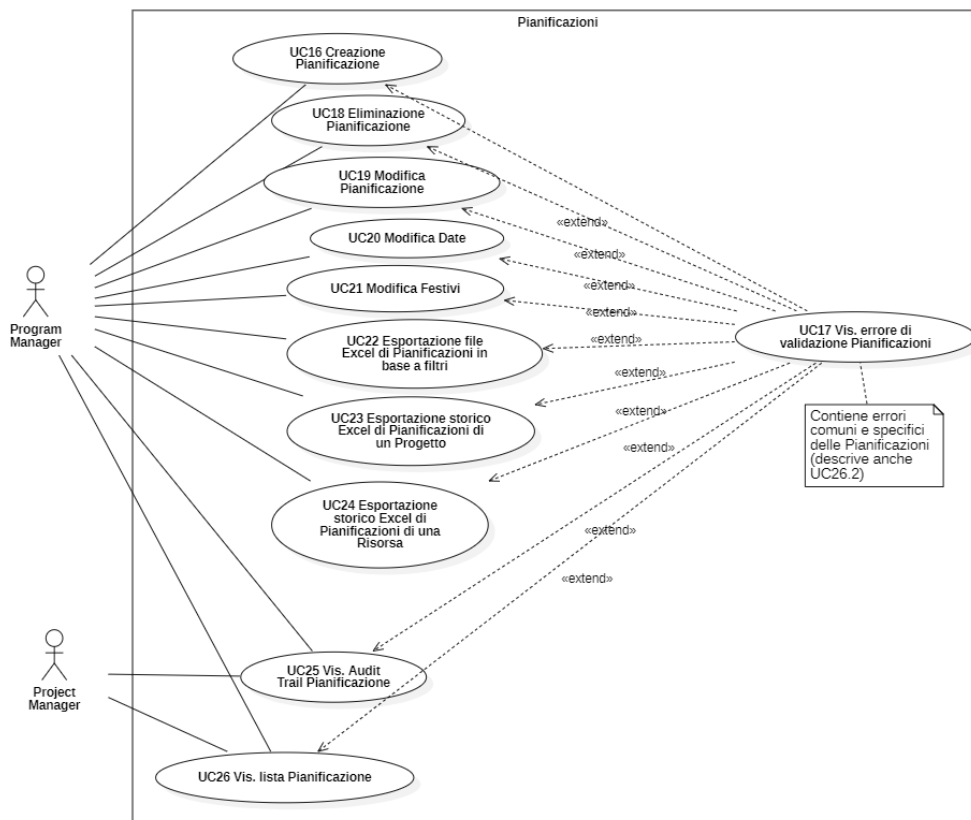 Pianificazioni
UC16 Creazione
Pianificazione
UC18 Eliminazione
Pianificazione
UC19 Modifica
Pianificazione
«extend»
UC20 Modifica Date
«extend»
UC21 Modifica Festivi
«extend»
Program
Manager
UC17 Vis. errore di
validazione Pianificazioni
UC22 Esportazione file
Excel di Pianificazioni in
base a filtri
«extend»
«extend»
«extend»
UC23 Esportazione storico
Excel di Pianificazioni di
un Progetto
«extend»
Contiene errori
comuni e specifici
delle Pianificazioni
(descrive anche
UC26.2)
UC24 Esportazione
storico Excel di
Pianificazioni di una
Risorsa
«extend»
«extend»
UC25 Vis. Audit
Trail Pianificazione
Project
Manager
UC26 Vis. lista Pianificazione